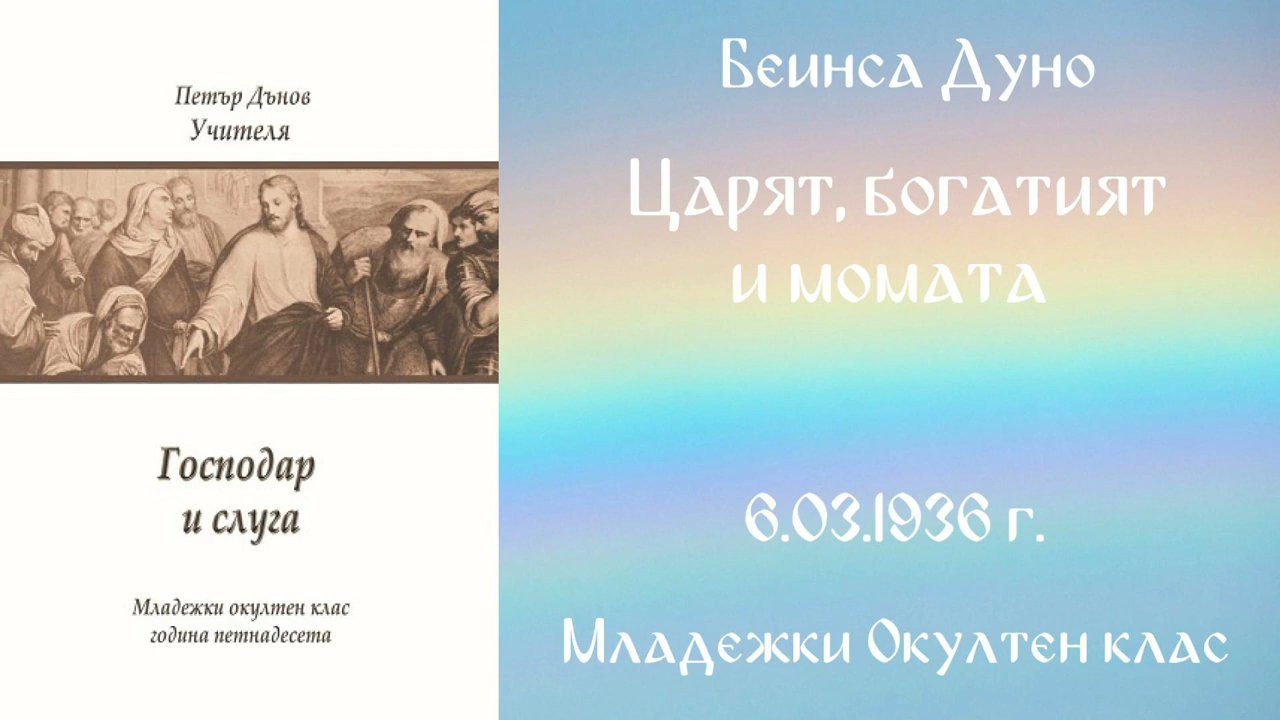 Петър Дънов
Учителя
Господар
и слуга
Младежки окултен клас
година петнадесета
Беинса Дуно
Царят, богатият
и момата
6.03.1936 г.
Младежки Окултен клас